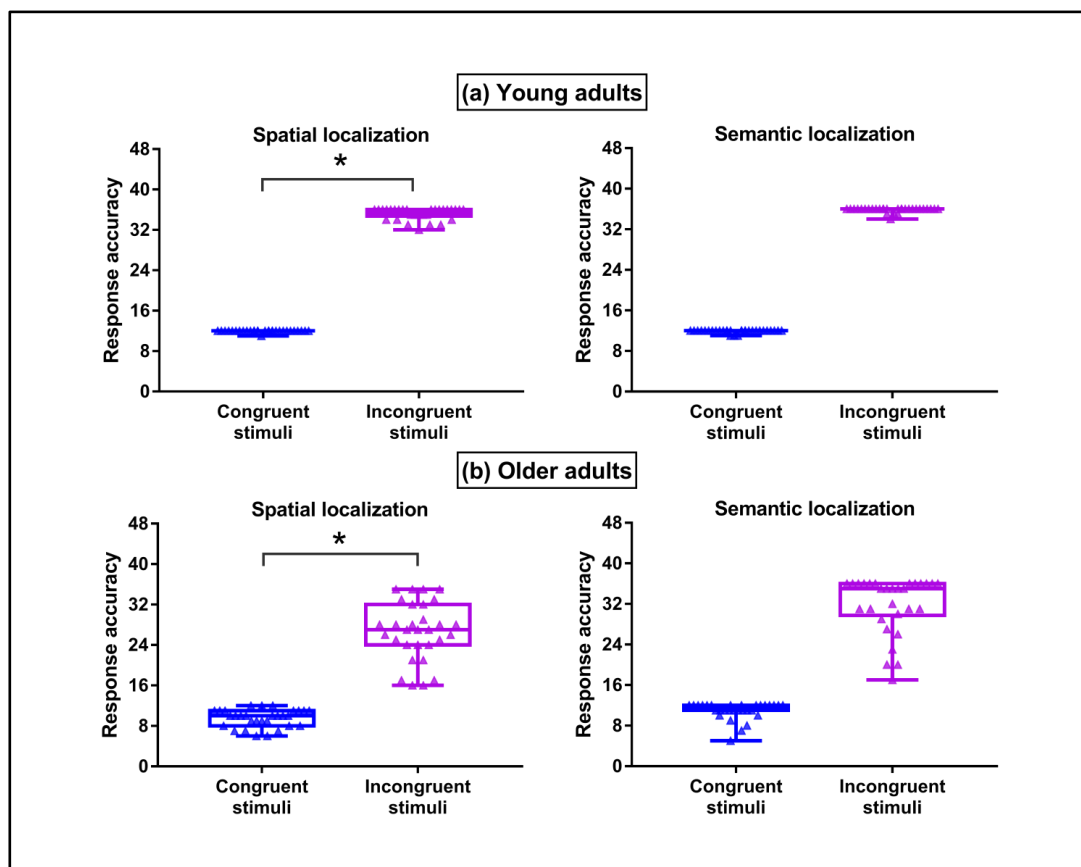 (a) Young adults
Spatial localization
Semantic localization
48
40
32
24
16
8
0
Response accuracy
*
Congruent
stimuli
Incongruent
stimuli
48
40
32
24
16
8
0
Response accuracy
Congruent
stimuli
Incongruent
stimuli
(b) Older adults
Spatial localization
Semantic localization
48
40
32
24
16
8
0
Response accuracy
*
Congruent
stimuli
Incongruent
stimuli
48
40
32
24
16
8
0
Response accuracy
Congruent
stimuli
Incongruent
stimuli